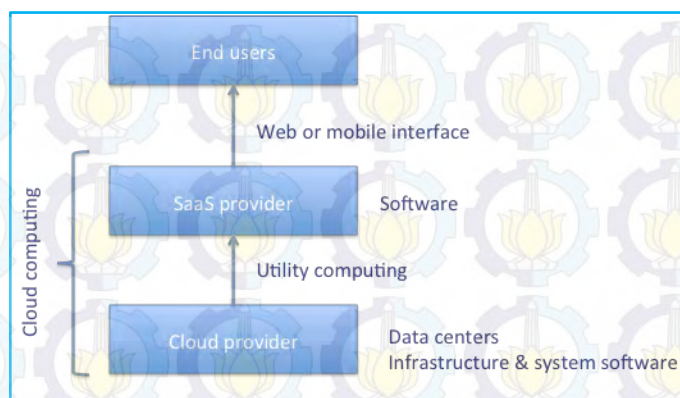 End users
Web or mobile interface
SaaS provider
Software
Utility computing
Cloud computing
Cloud provider
Data centers
Infrastructure & system software